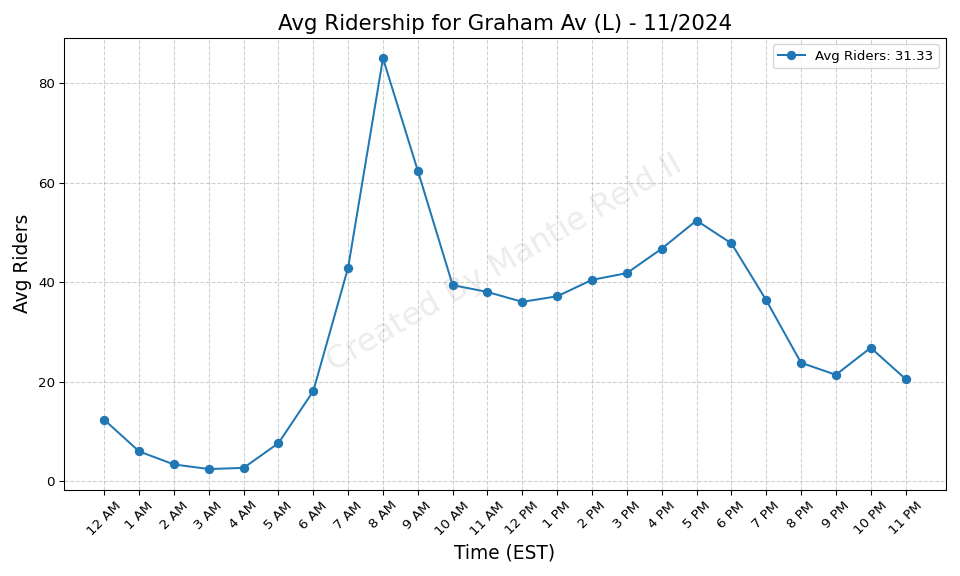 Avg Ridership for Graham Av (L) - 11/2024
Avg Riders: 31.33
Avg Riders
80
60
40
20
0
Created By Mantie Reid II
12 AM
1 AM
2 AM
3 AM
4 AM
5 AM
6 AM
7 AM
8 AM
9 AM
10 AM
11 AM
12 PM
1 PM
2 PM
3 PM
4 PM
5 PM
6 PM
7 PM
8 PM
9 PM
10 PM
11 PM
Time (EST)